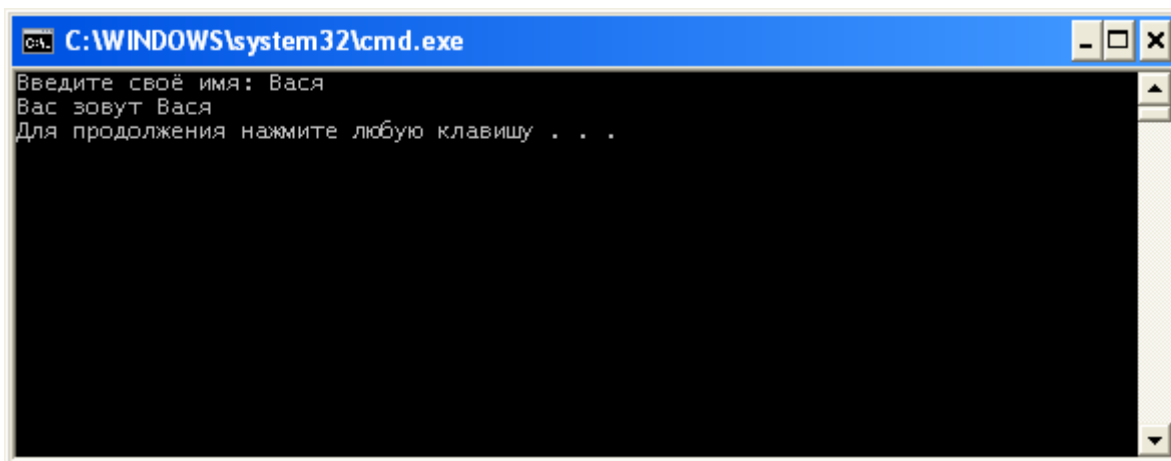 C:\WINDOWS\system32\cmd.exe
Введите своё имя: Вася
Вас зовут Вася
Для продолжения нажмите любую клавишу . . .